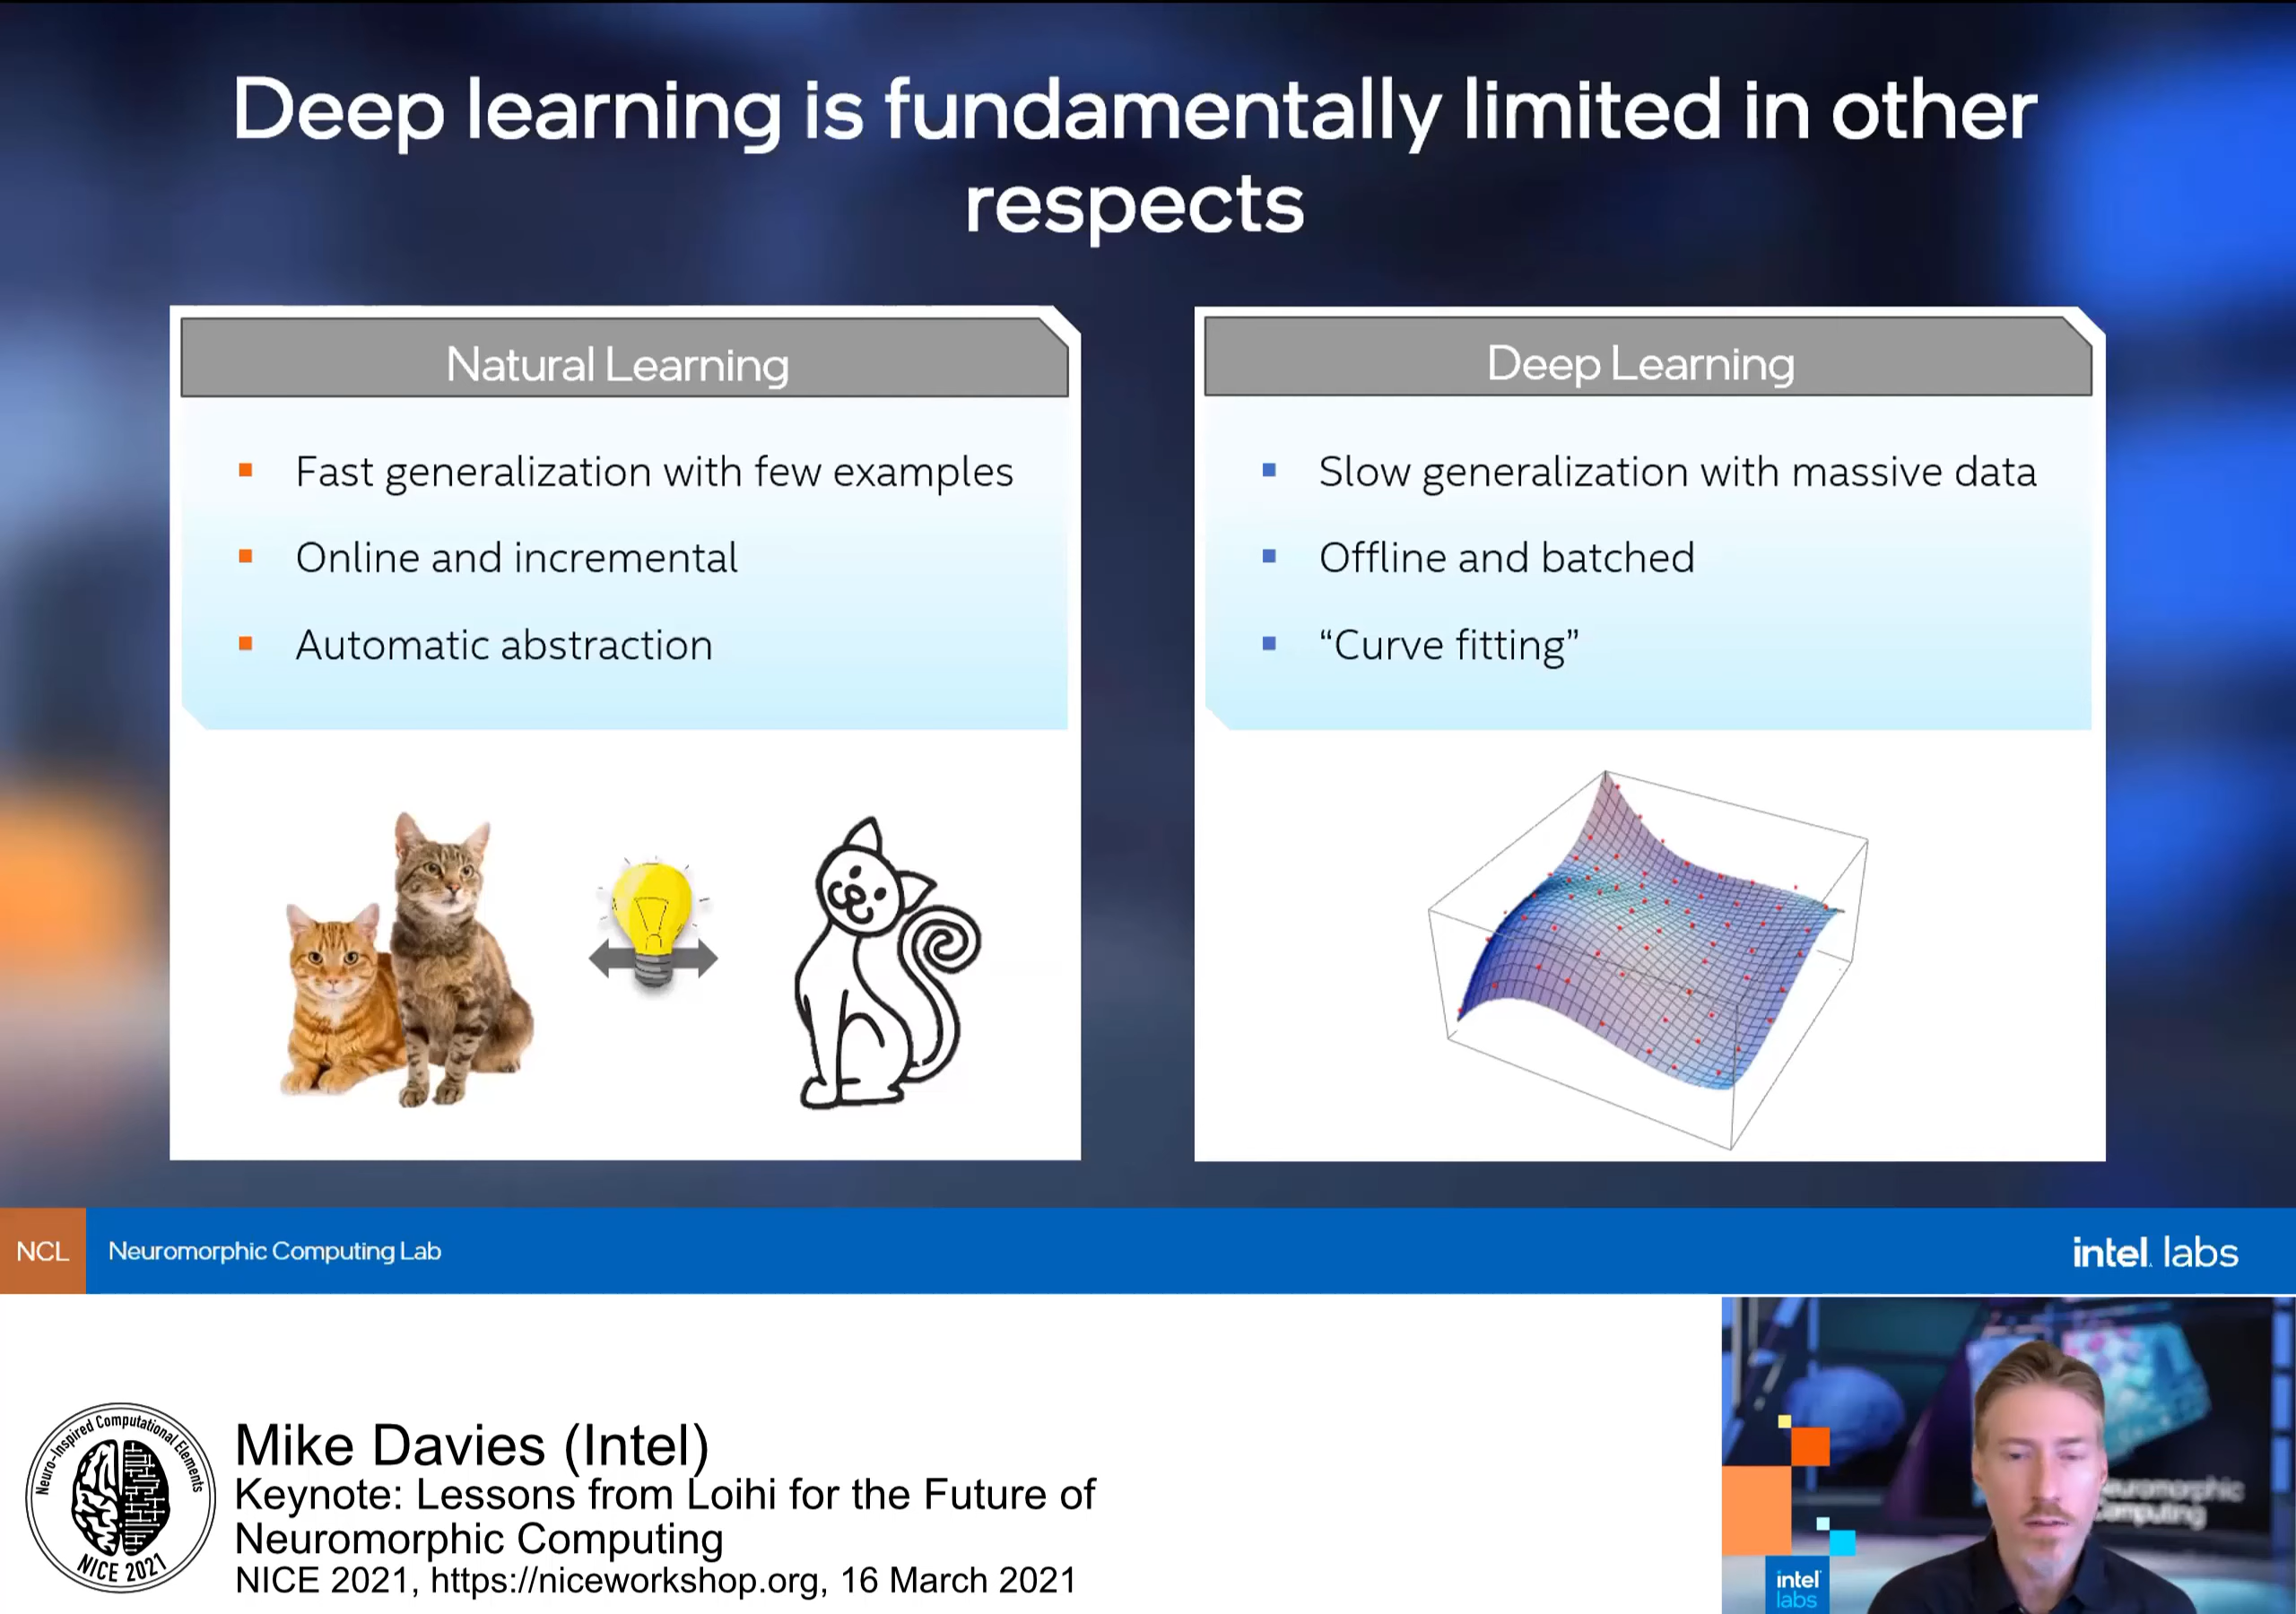 Deep learning is fundamentally limited in other
respects
Natural Learning
Fast generalization with few examples
Online and incremental
Automatic abstraction
Deep Learning
Slow generalization with massive data
Offline and batched
“Curve fitting”
NCL
Neuromorphic Computing Lab
intel. labs
Neuro-Inspired Computational Elements
NICE 2021
Mike Davies (Intel)
Keynote: Lessons from Loihi for the Future of
Neuromorphic Computing
NICE 2021, https://niceworkshop.org, 16 March 2021
Computing
intel
labs